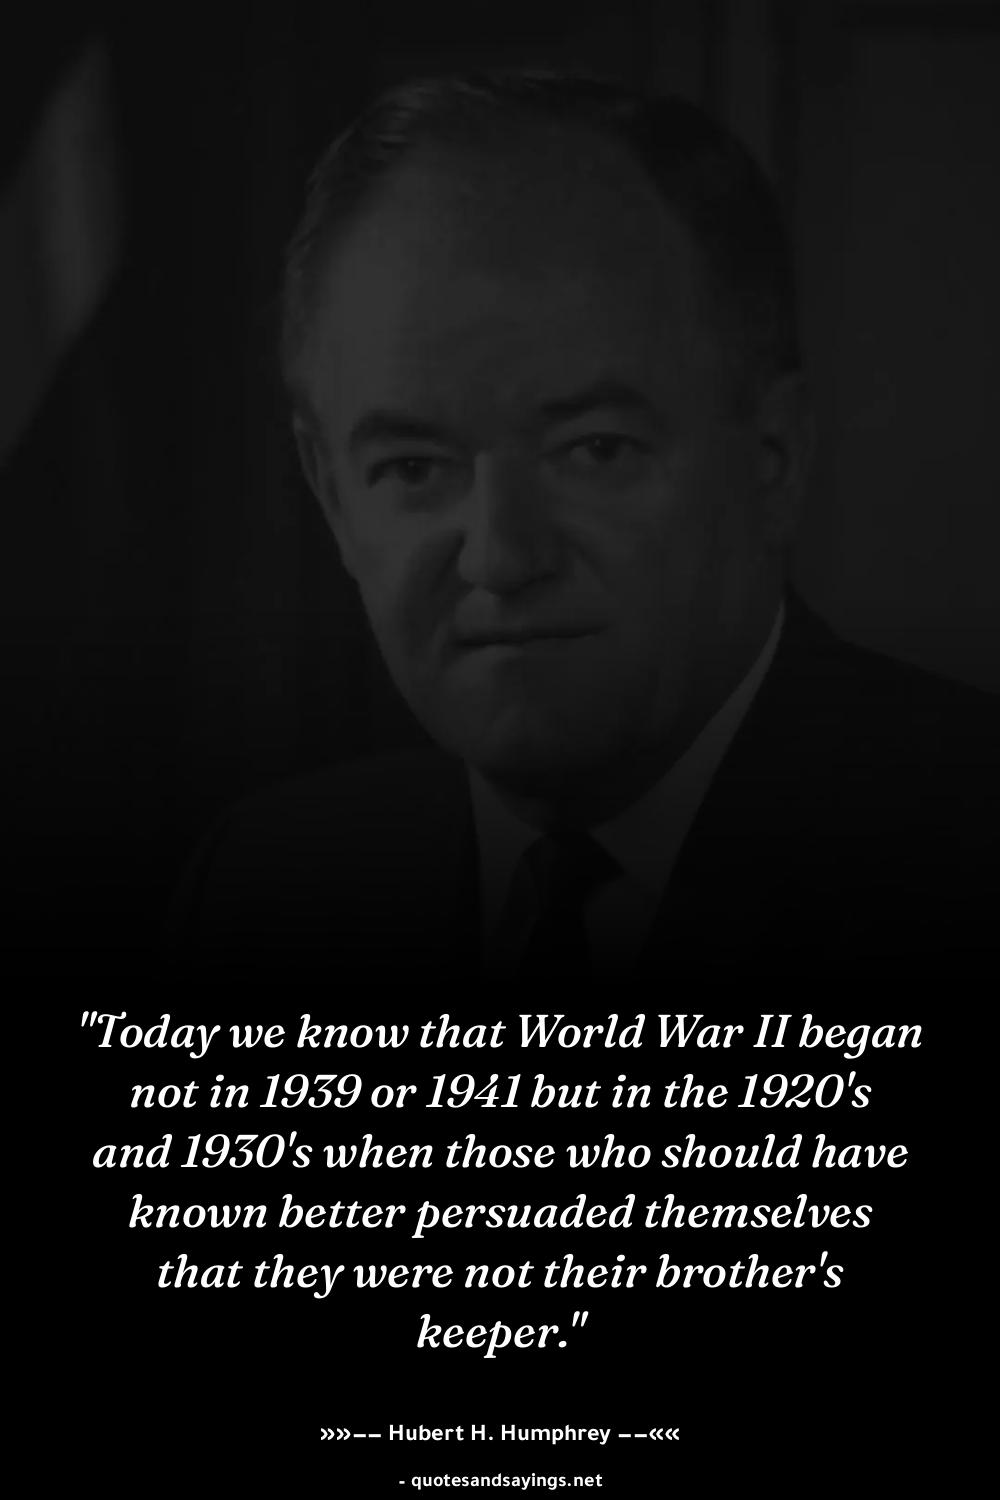 "Today we know that World War II began
not in 1939 or 1941 but in the 1920's
and 1930's when those who should have
known better persuaded themselves
that they were not their brother's
keeper."
»»–– Hubert H. Humphrey ––««
- quotesandsayings.net